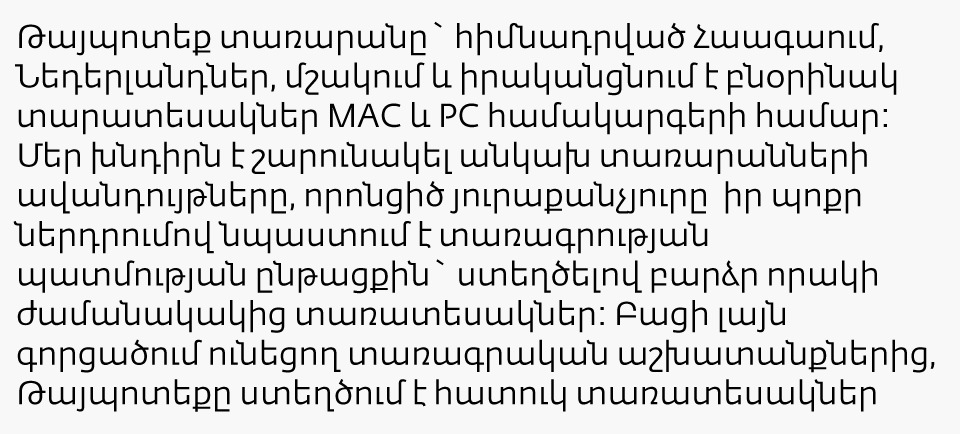 Թայպոտեք տառարանը` հիմնադրված Հաագաում,
Նեդերլանդներ, մշակում և իրականցնում է բնօրինակ
տարատեսակներ MAC և PC համակարգերի համար:
Մեր խնդիրն է շարունակել անկախ տառարանների
ավանդույթները, որոնցիծ յուրաքանչյուրը  իր պոքր
ներդրումով նպաստում է տառագրության
պատմության ընթացքին` ստեղծելով բարձր որակի
ժամանակակից տառատեսակներ: Բացի լայն
գործածում ունեցող տառագրական աշխատանքներից,
Թայպոտեքը ստեղծում է հատուկ տառատեսակներ